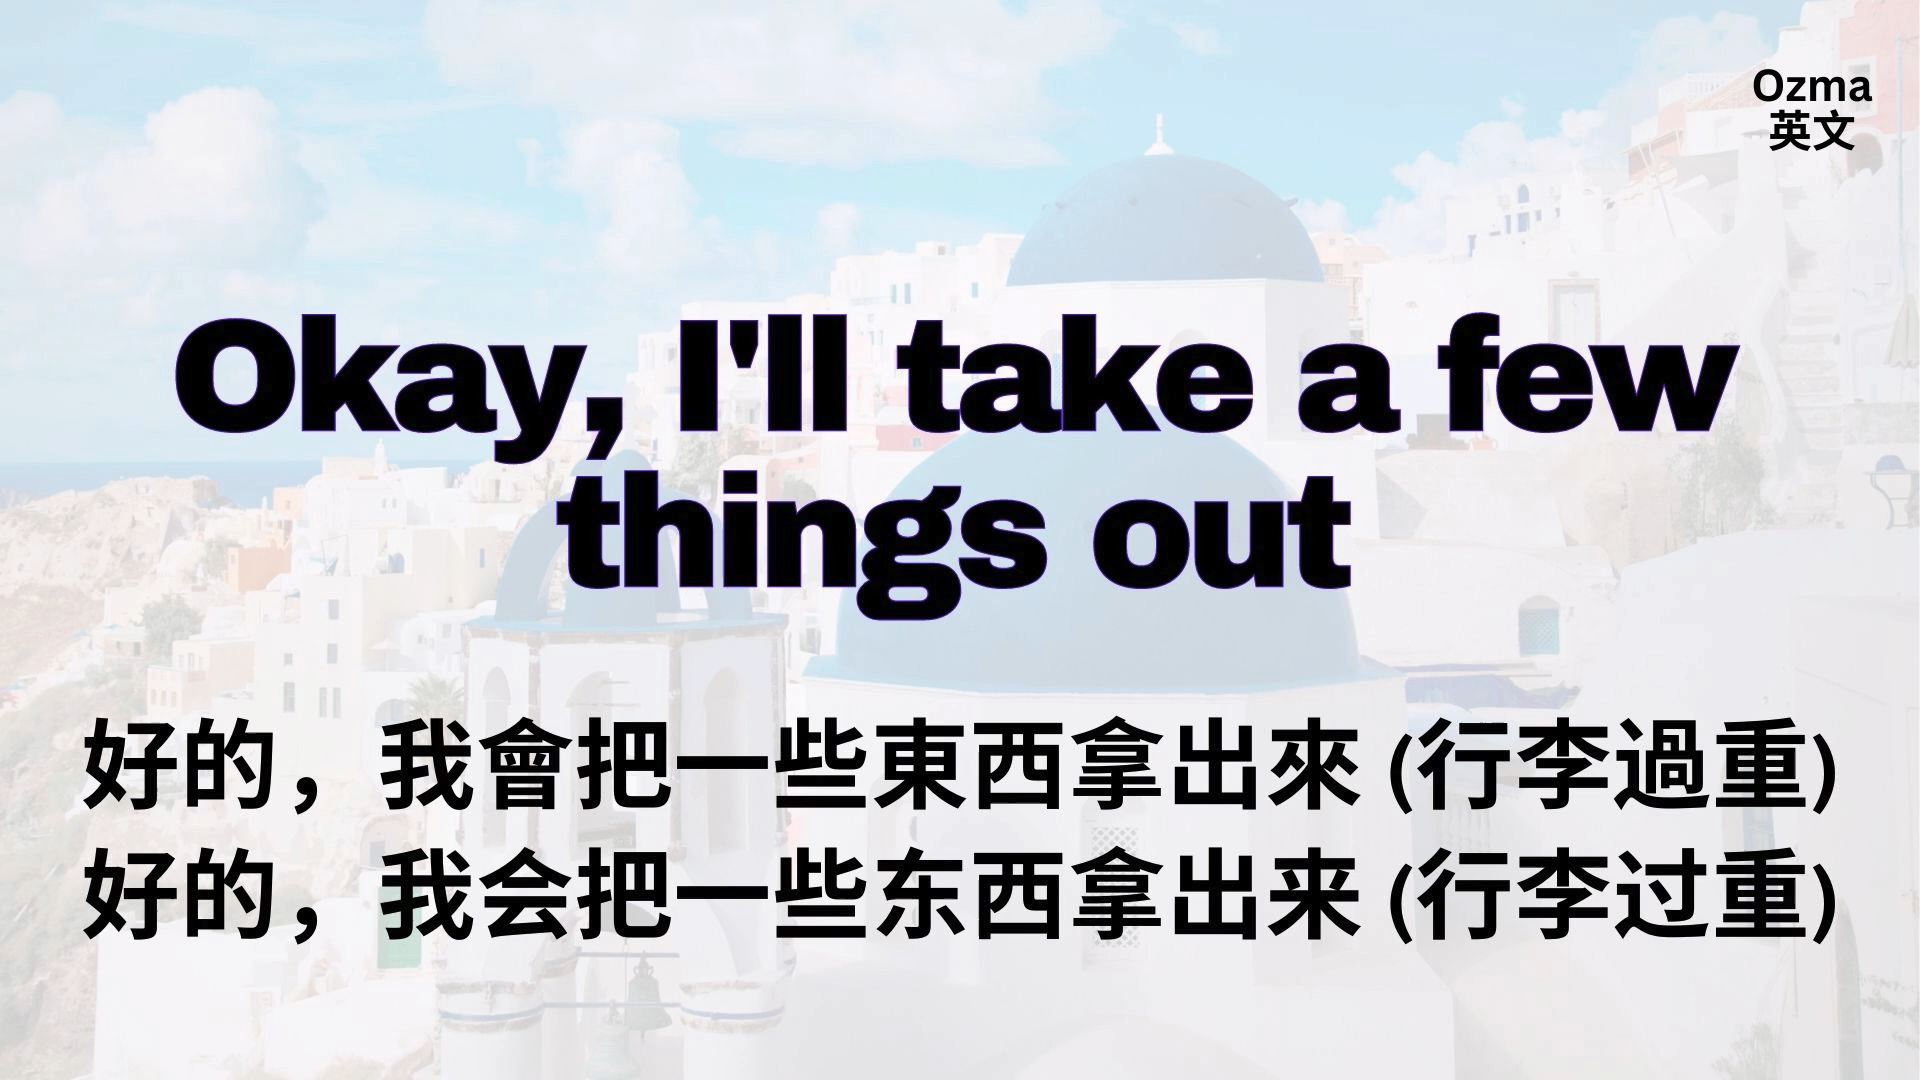 Ozma
英文
Okay, I'll take a few
things out
好的，我會把一些東西拿出來 (行李過重)
好的，我会把一些东西拿出来 (行李过重)